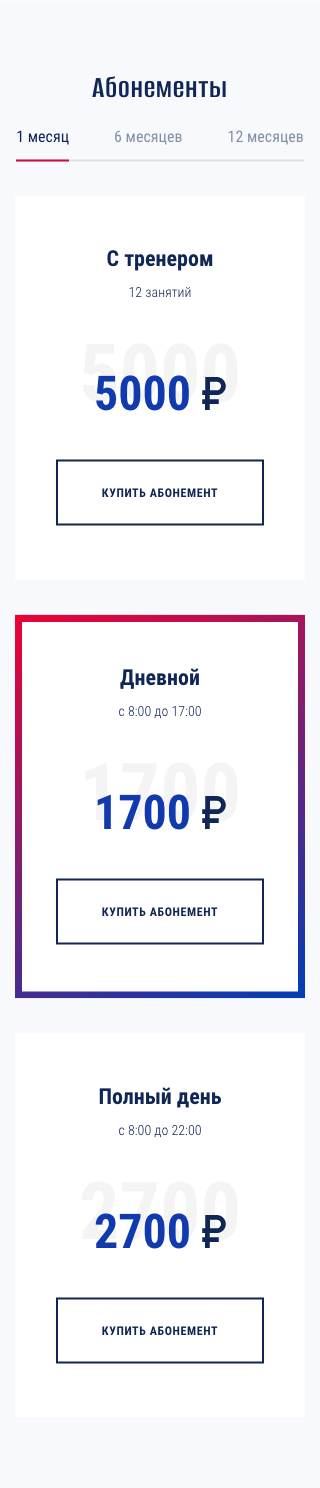 Абонементы
1 месяц 6 месяцев 12 месяцев
С тренером
12 занятий
5000
5000 ₽
КУПИТЬ АБОНЕМЕНТ
Дневной
с 8:00 до 17:00
1700
1700 ₽
КУПИТЬ АБОНЕМЕНТ
Полный день
с 8:00 до 22:00
2700
2700 ₽
КУПИТЬ АБОНЕМЕНТ